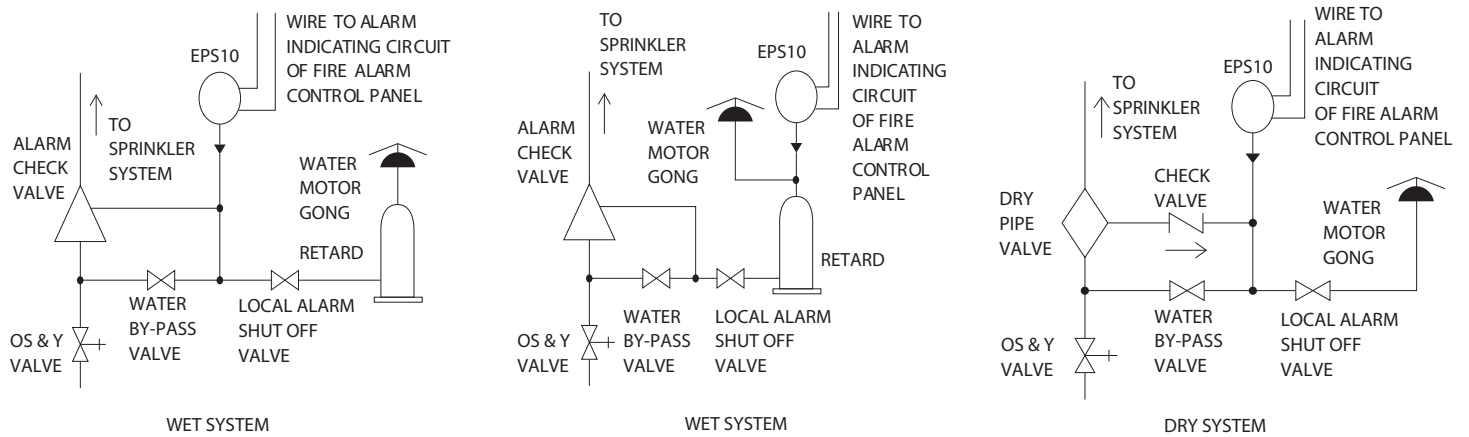 WIRE TO ALARM
INDICATING CIRCUIT
OF FIRE ALARM
CONTROL PANEL
EPS10
TO
SPRINKLER
SYSTEM
ALARM
CHECK
VALVE
WATER
MOTOR
GONG
RETARD
WATER
BY-PASS
VALVE
LOCAL ALARM
SHUT OFF
VALVE
OS & Y
VALVE
WET SYSTEM
TO
SPRINKLER
SYSTEM
EPS10
WIRE TO
ALARM
INDICATING
CIRCUIT
OF FIRE
ALARM
CONTROL
PANEL
ALARM
CHECK
VALVE
WATER
MOTOR
GONG
RETARD
WATER
BY-PASS
VALVE
LOCAL ALARM
SHUT OFF
VALVE
OS & Y
VALVE
WET SYSTEM
WIRE TO
ALARM
INDICATING
CIRCUIT
OF FIRE ALARM
CONTROL PANEL
EPS10
TO
SPRINKLER
SYSTEM
CHECK
VALVE
DRY
PIPE
VALVE
WATER
MOTOR
GONG
WATER
BY-PASS
VALVE
LOCAL ALARM
SHUT OFF
VALVE
OS & Y
VALVE
DRY SYSTEM